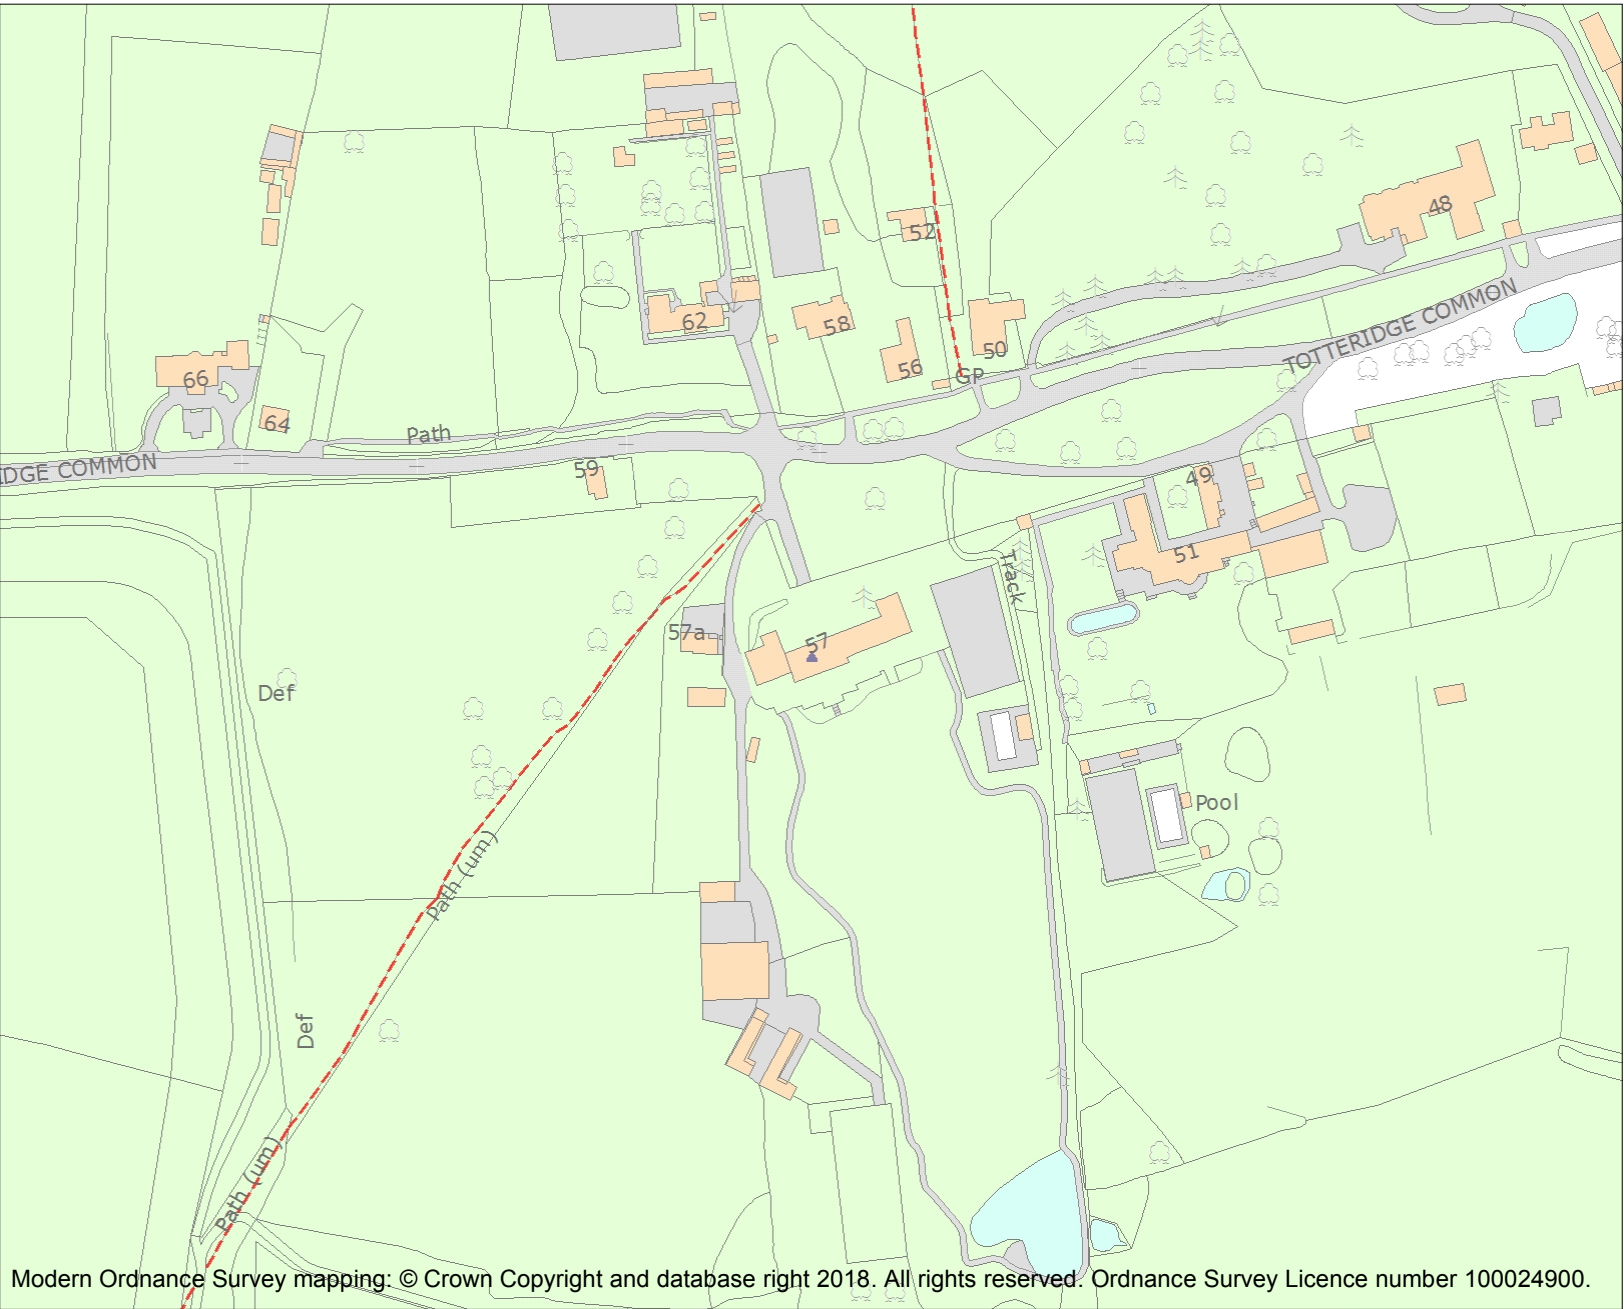 48
52
62
58
50
56
GP
TOTTERIDGE COMMON
66
64
Path
IDGE COMMON
59
49
51
Track
57a
57
Def
Pool
Path (um)
Def
Path (um)
Modern Ordnance Survey mapping: © Crown Copyright and database right 2018. All rights reserved. Ordnance Survey Licence number 100024900.